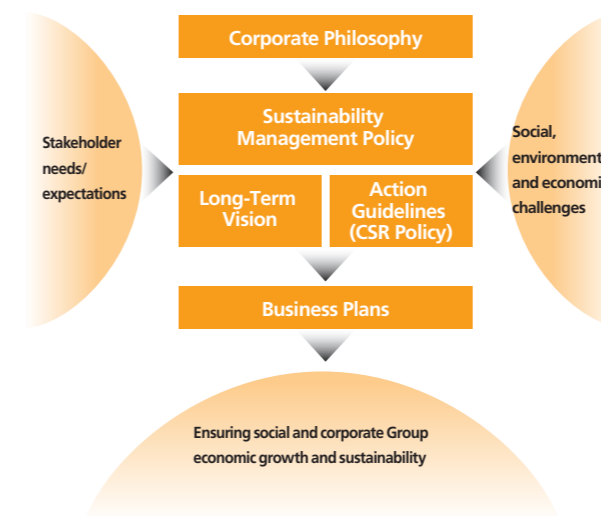 Corporate Philosophy
Sustainability
Management Policy
Stakeholder
needs/
expectations
Social,
environment
and economi
challenges
Long-Term
Vision
Action
Guidelines
(CSR Policy)
Business Plans
Ensuring social and corporate Group
economic growth and sustainability